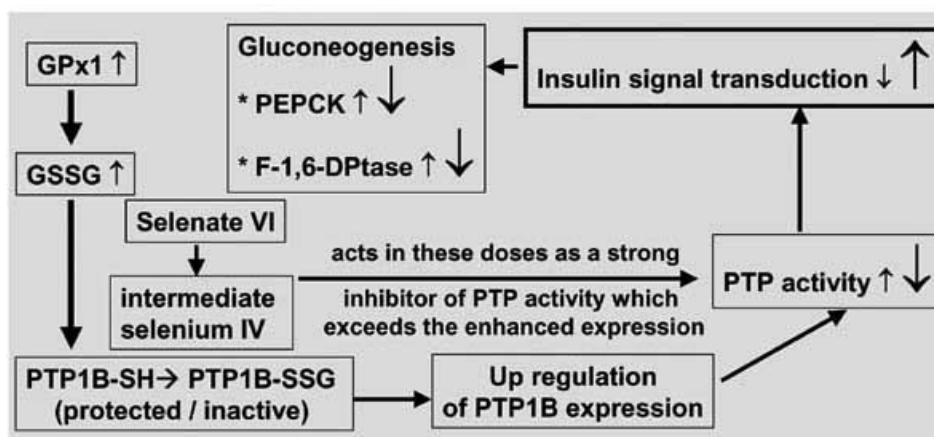 GPx1 ↑
GSSG ↑
Gluconeogenesis
* PEPCK ↑ ↓
* F-1,6-DPtase ↑ ↓
Insulin signal transduction ↓ ↑
Selenate VI
intermediate
selenium IV
acts in these doses as a strong
inhibitor of PTP activity which
exceeds the enhanced expression
PTP activity ↑ ↓
PTP1B-SH→ PTP1B-SSG
(protected / inactive)
Up regulation
of PTP1B expression